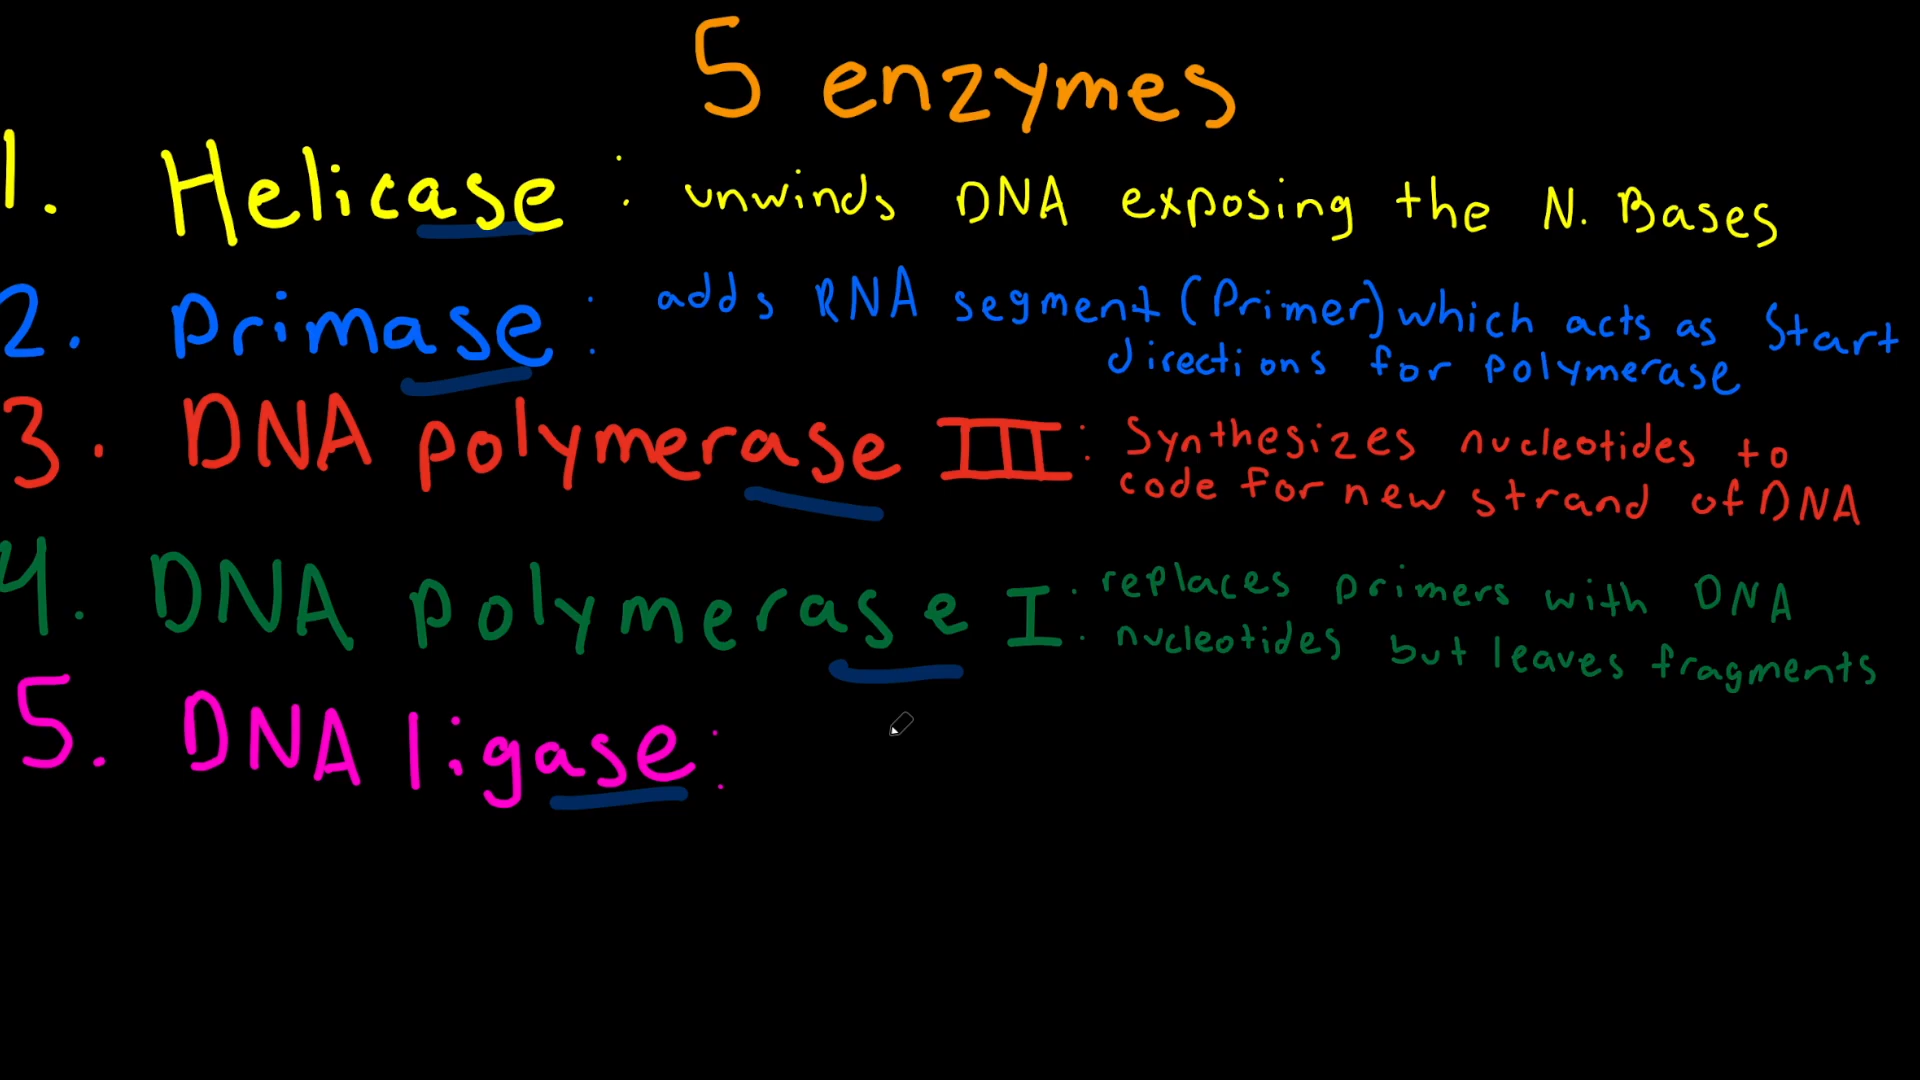 5 enzymes
1. Helicase : unwinds DNA exposing the N. Bases
2. Primase : adds RNA segment (Primer) which acts as Start
directions for polymerase
3. DNA polymerase III : Synthesizes nucleotides to
code for new strand of DNA
4. DNA polymerase I : replaces primers with DNA
nucleotides but leaves fragments
5. DNA ligase :